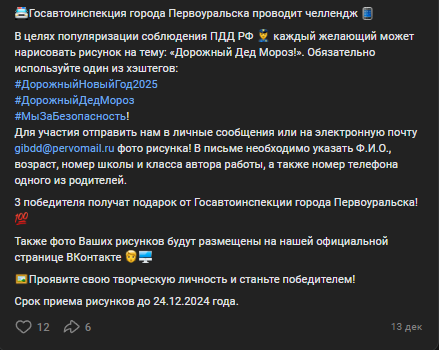 📇Госавтоинспекция города Первоуральска проводит челлендж 📘
В целях популяризации соблюдения ПДД РФ 👮 каждый желающий может
нарисовать рисунок на тему: «Дорожный Дед Мороз!». Обязательно
используйте один из хэштегов:
#ДорожныйНовыйГод2025
#ДорожныйДедМороз
#МыЗаБезопасность!
Для участия отправить нам в личные сообщения или на электронную почту
gibdd@pervomail.ru фото рисунка! В письме необходимо указать Ф.И.О.,
возраст, номер школы и класса автора работы, а также номер телефона
одного из родителей.
3 победителя получат подарок от Госавтоинспекции города Первоуральска!
💯
Также фото Ваших рисунков будут размещены на нашей официальной
странице ВКонтакте 👩🖥
🖼Проявите свою творческую личность и станьте победителем!
Срок приема рисунков до 24.12.2024 года.
12 6 13 дек